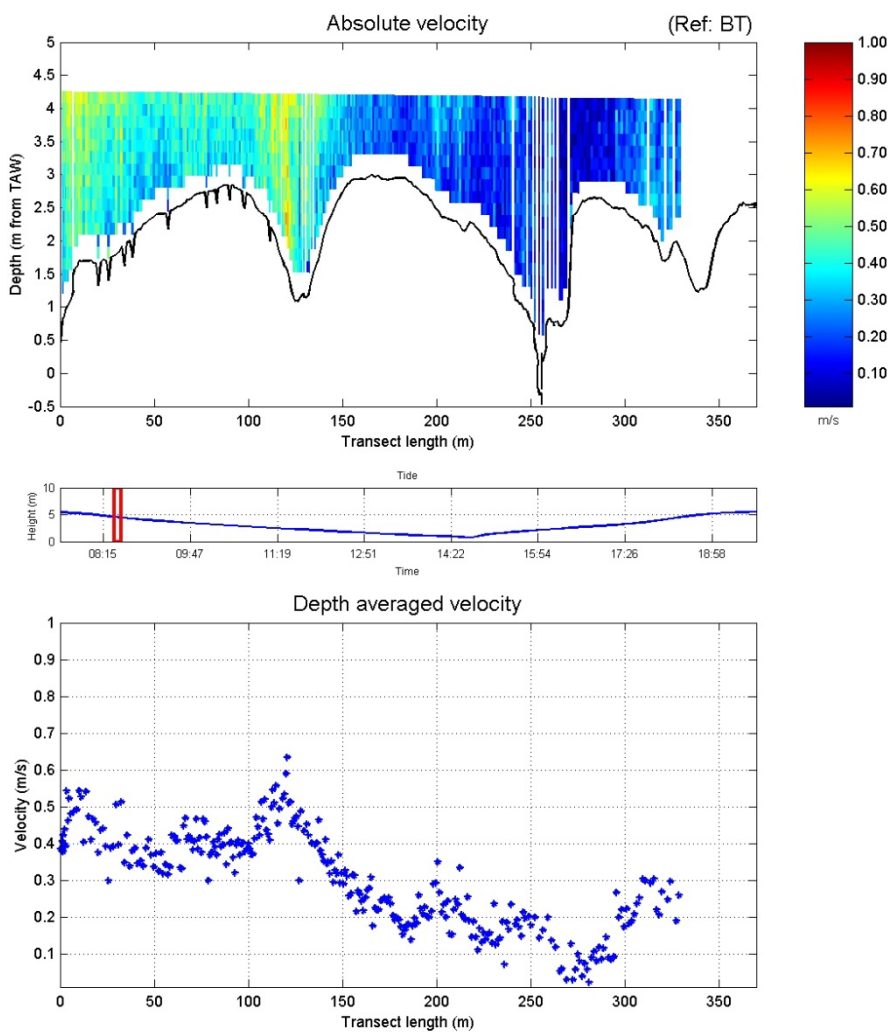 Absolute velocity (Ref: BT)
5
4.5
4
3.5
3
2.5
2
1.5
1
0.5
0
-0.5
Depth (m from TAW)
0 50 100 150 200 250 300 350
Transect length (m)
1.00
0.90
0.80
0.70
0.60
0.50
0.40
0.30
0.20
0.10
m/s
Tide
10
5
0
Height (m)
08:15 09:47 11:19 12:51 14:22 15:54 17:26 18:58
Time
Depth averaged velocity
1
0.9
0.8
0.7
0.6
0.5
0.4
0.3
0.2
0.1
Velocity (m/s)
0 50 100 150 200 250 300 350
Transect length (m)